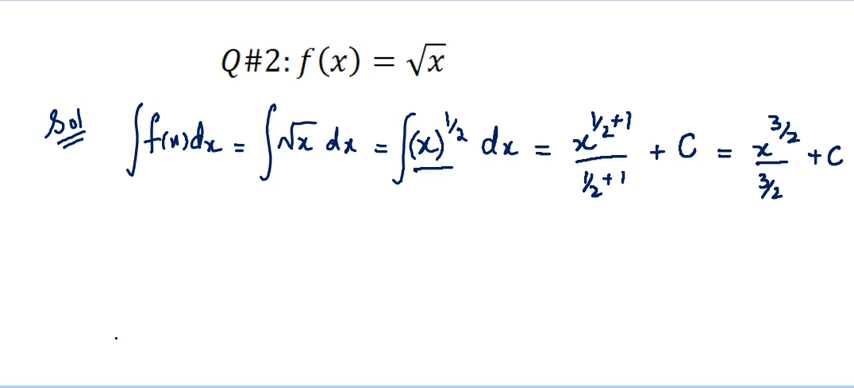 Q#2: f(x) = √x
Sol ∫f(x)dx = ∫√x dx = ∫(x)^1/2 dx = x^1/2+1 / 1/2+1 + C = x^3/2 / 3/2 + C